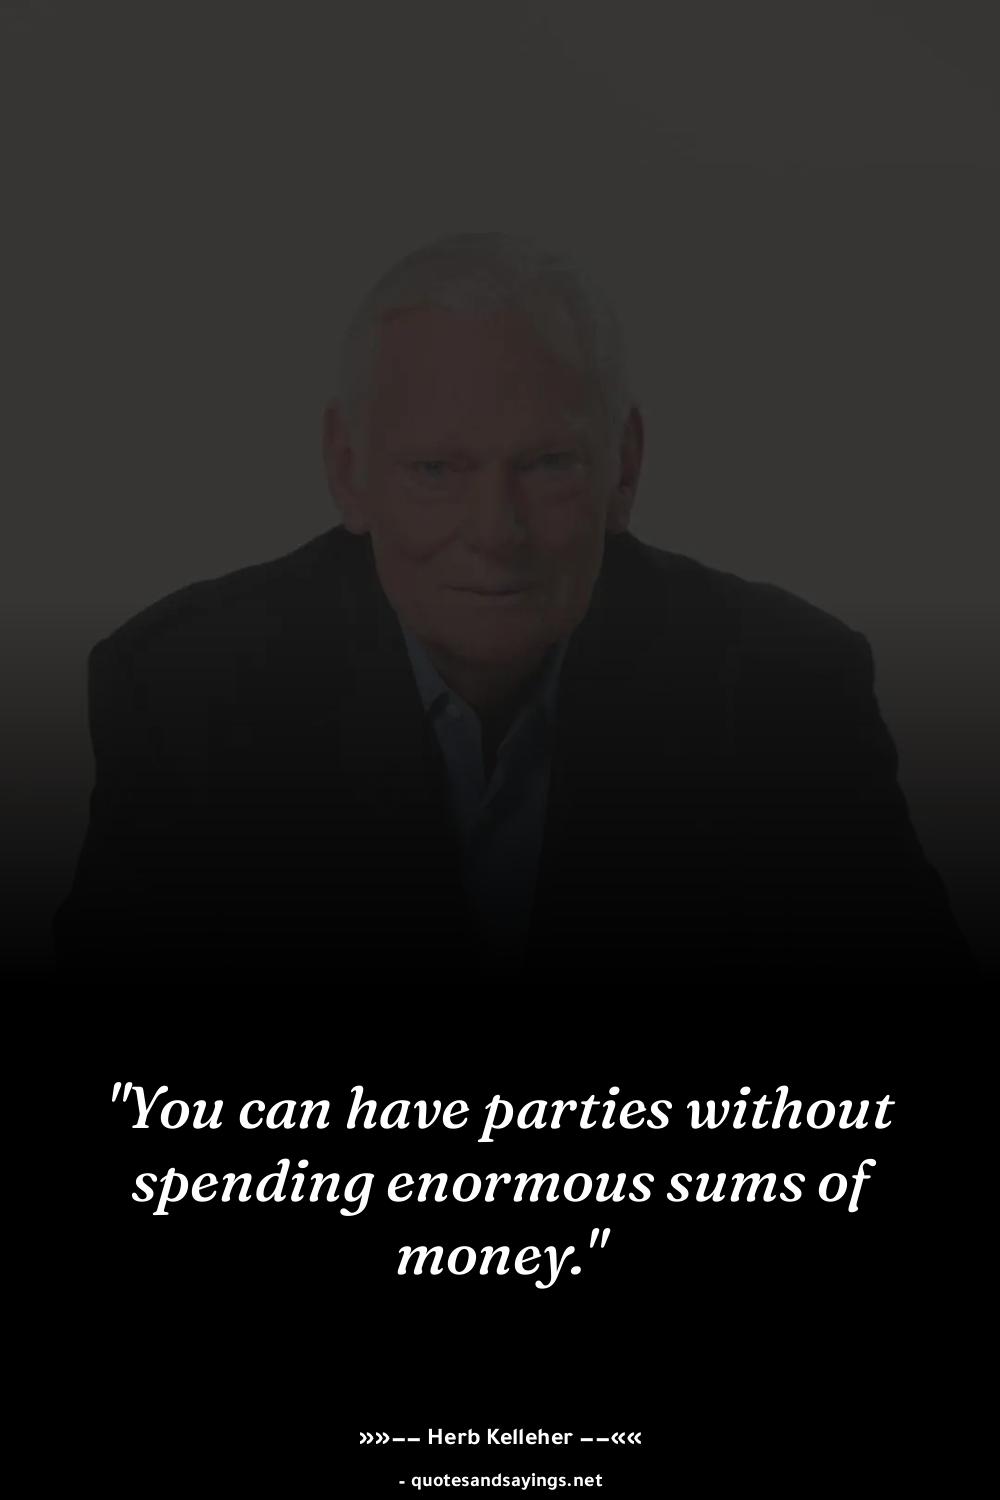 "You can have parties without
spending enormous sums of
money."
»»–– Herb Kelleher ––««
- quotesandsayings.net